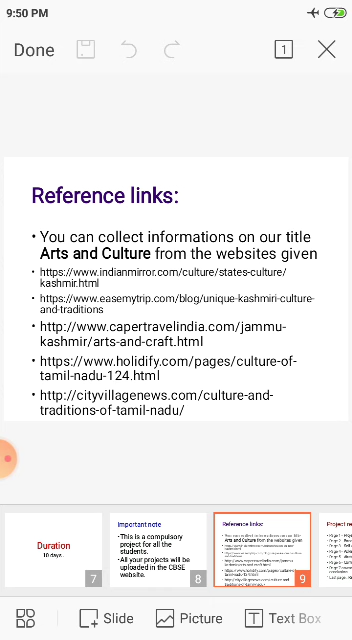 9:50 PM
Done
1
Reference links:
• You can collect informations on our title
Arts and Culture from the websites given
• https://www.indianmirror.com/culture/states-culture/
kashmir.html
• https://www.easemytrip.com/blog/unique-kashmiri-culture-
and-traditions
• http://www.capertravelindia.com/jammu-
kashmir/arts-and-craft.html
• https://www.holidify.com/pages/culture-of-
tamil-nadu-124.html
• http://cityvillagenews.com/culture-and-
traditions-of-tamil-nadu/
Duration
10 days
7
Important note
• This is a compulsory
project for all the
students.
• All your projects will be
uploaded in the CBSE
website.
8
Reference links:
9
Slide
Picture
Text Box